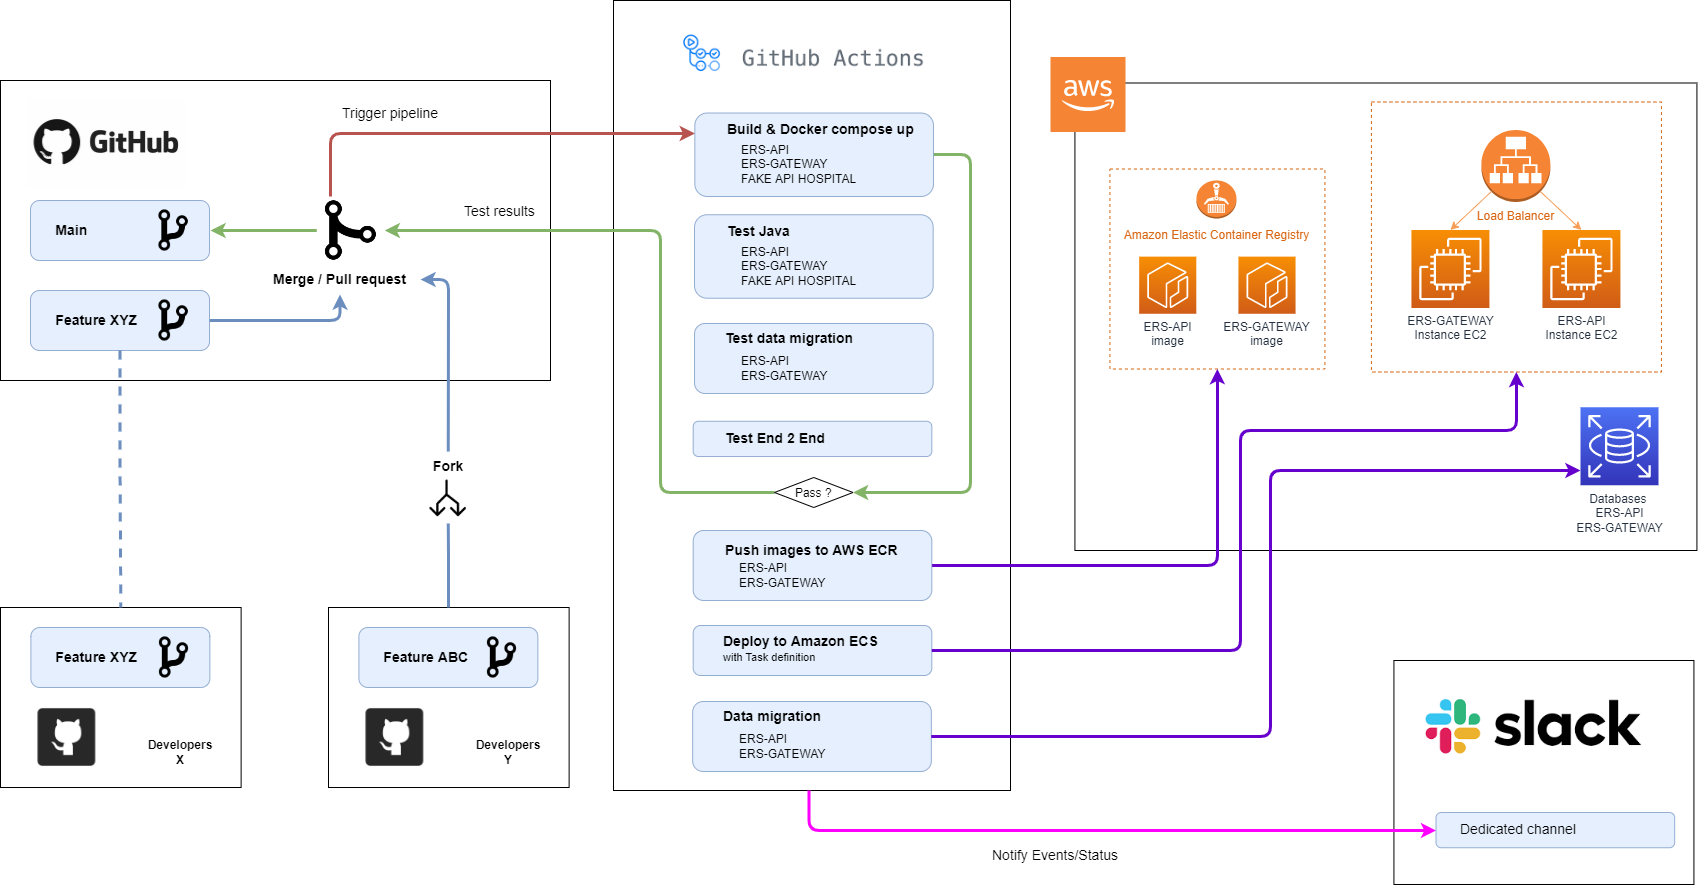 GitHub
Trigger pipeline
Test results
Main
Merge / Pull request
Feature XYZ
Fork
Feature XYZ
Developers
X
Feature ABC
Developers
Y
GitHub Actions
Build & Docker compose up
ERS-API
ERS-GATEWAY
FAKE API HOSPITAL
Test Java
ERS-API
ERS-GATEWAY
FAKE API HOSPITAL
Test data migration
ERS-API
ERS-GATEWAY
Test End 2 End
Pass ?
Push images to AWS ECR
ERS-API
ERS-GATEWAY
Deploy to Amazon ECS
with Task definition
Data migration
ERS-API
ERS-GATEWAY
Notify Events/Status
aws
Amazon Elastic Container Registry
ERS-API
image
ERS-GATEWAY
image
Load Balancer
ERS-GATEWAY
Instance EC2
ERS-API
Instance EC2
Databases
ERS-API
ERS-GATEWAY
slack
Dedicated channel